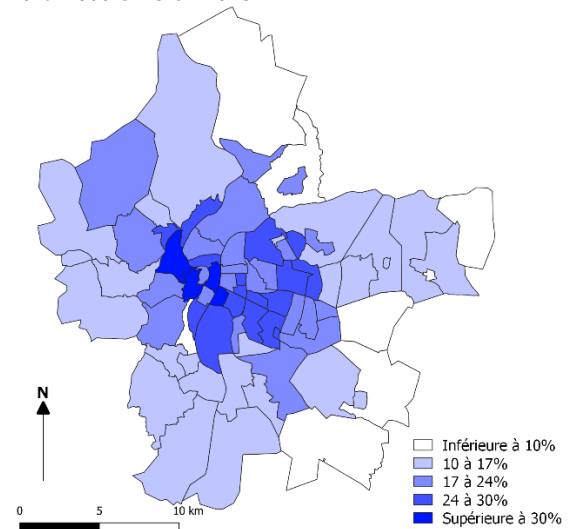 N
0 5 10 km
Inférieure à 10%
10 à 17%
17 à 24%
24 à 30%
Supérieure à 30%